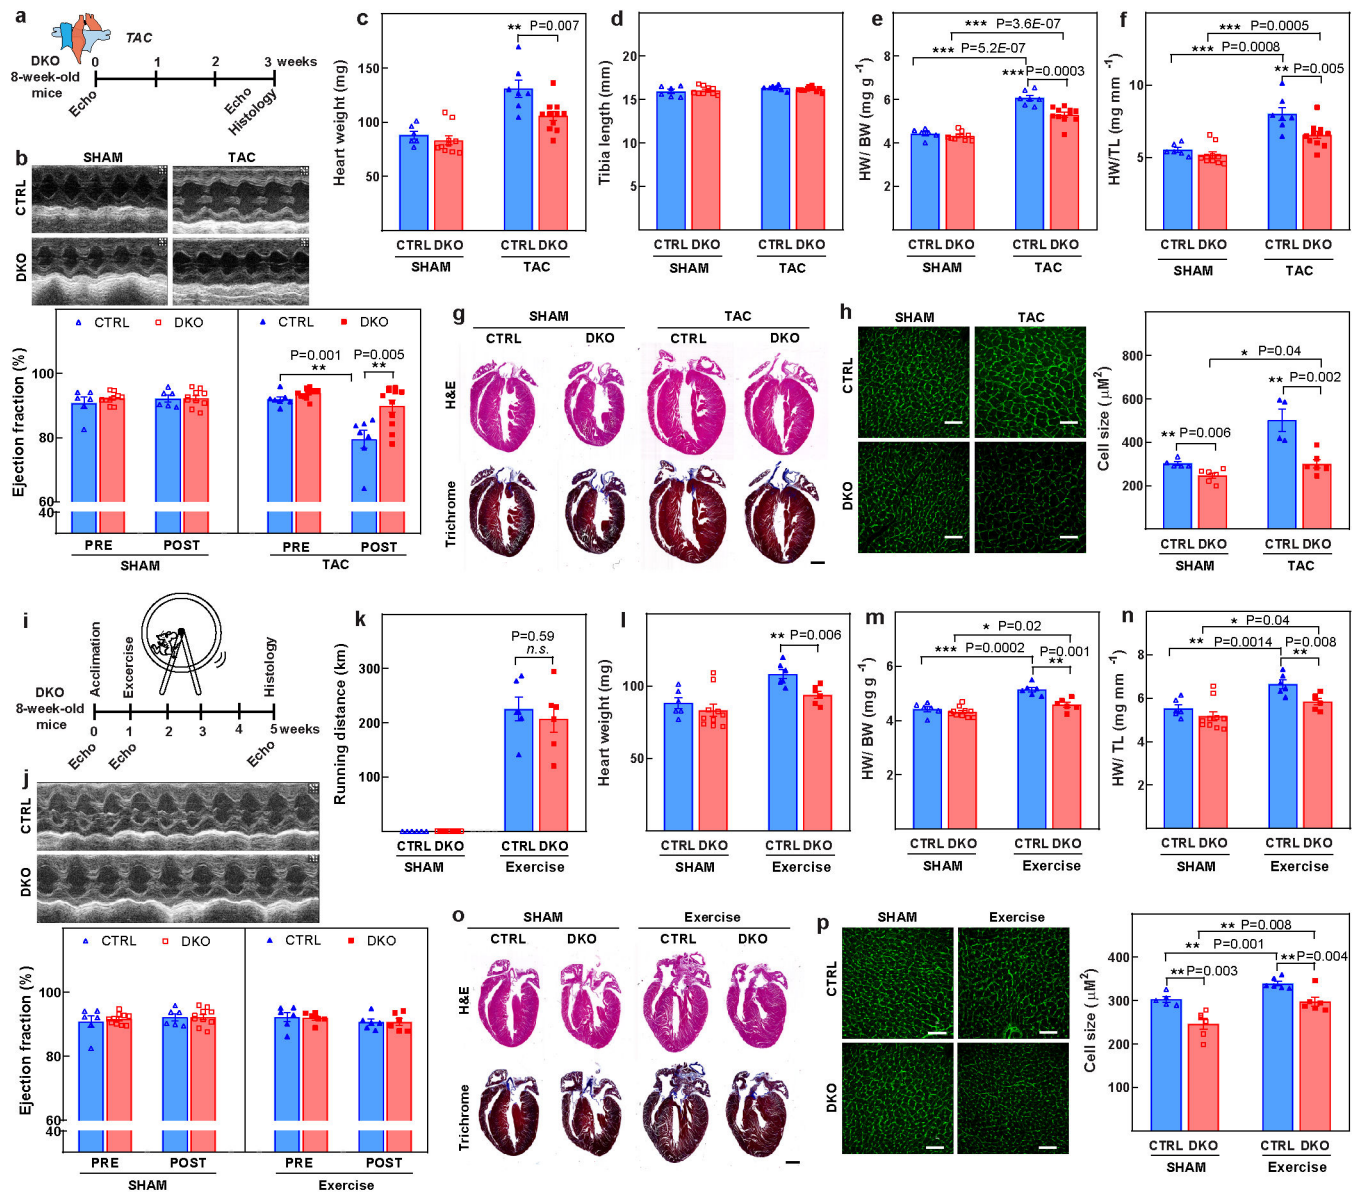 a
TAC
DKO
8-week-old
mice
0 1 2 3 weeks
Echo
Echo
Histology
b
SHAM TAC
CTRL
DKO
CTRL DKO CTRL DKO
Ejection fraction (%)
100
80
60
40
P=0.001
**
P=0.005
**
PRE POST PRE POST
SHAM TAC
c
Heart weight (mg)
150
100
50
** P=0.007
CTRL DKO CTRL DKO
SHAM TAC
d
Tibia length (mm)
20
15
10
5
CTRL DKO CTRL DKO
SHAM TAC
e
HW/ BW (mg g -1)
8
6
4
2
*** P=3.6E-07
*** P=5.2E-07
*** P=0.0003
CTRL DKO CTRL DKO
SHAM TAC
f
HW/TL (mg mm -1)
10
5
*** P=0.0005
*** P=0.0008
** P=0.005
CTRL DKO CTRL DKO
SHAM TAC
g
SHAM TAC
CTRL DKO CTRL DKO
H&E
Trichrome
h
SHAM TAC
CTRL
DKO
Cell size (μM2)
800
600
400
200
* P=0.04
** P=0.002
** P=0.006
CTRL DKO CTRL DKO
SHAM TAC
i
Acclimation
Excercise
Histology
DKO
8-week-old
mice
0 1 2 3 4 5 weeks
Echo
Echo
Echo
j
CTRL
DKO
CTRL DKO CTRL DKO
Ejection fraction (%)
100
80
60
40
PRE POST PRE POST
SHAM Exercise
k
Running distance (km)
300
200
100
P=0.59
n.s.
CTRL DKO CTRL DKO
SHAM Exercise
l
Heart weight (mg)
100
50
** P=0.006
CTRL DKO CTRL DKO
SHAM Exercise
m
HW/ BW (mg g -1)
6
4
2
* P=0.02
*** P=0.0002
P=0.001
**
CTRL DKO CTRL DKO
SHAM Exercise
n
HW/ TL (mg mm -1)
8
6
4
2
* P=0.04
** P=0.0014
P=0.008
**
CTRL DKO CTRL DKO
SHAM Exercise
o
SHAM Exercise
CTRL DKO CTRL DKO
H&E
Trichrome
p
SHAM Exercise
CTRL
DKO
Cell size (μM2)
400
300
200
100
** P=0.008
** P=0.001
** P=0.004
** P=0.003
CTRL DKO CTRL DKO
SHAM Exercise